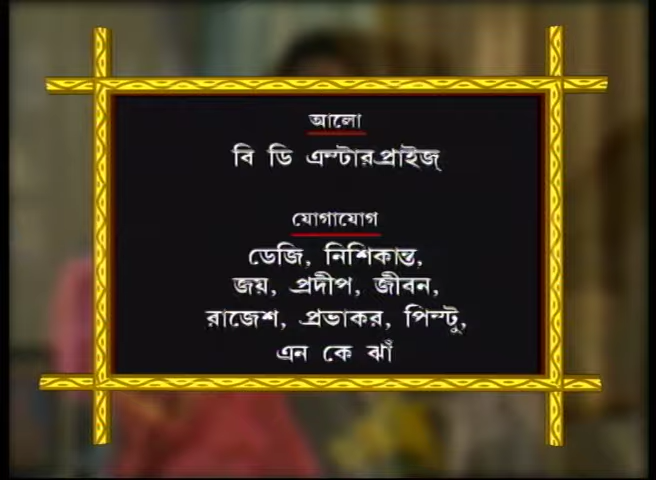 আলো
বি ডি এন্টারপ্রাইজ্
যোগাযোগ
ডেজি, নিশিকান্ত,
জয়, প্রদীপ, জীবন,
রাজেশ, প্রভাকর, পিন্টু,
এন কে ঝাঁ